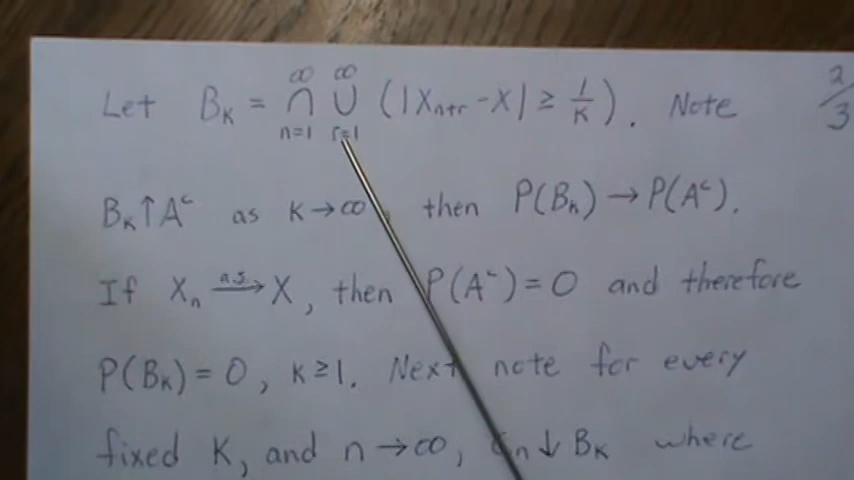 Let B_K = ∞∩n=1 ∞∪r=1 (|X_{n+r} - X| ≥ 1/K). Note
2/3
B_K ↑ A^c as K → ∞, then P(B_K) → P(A^c).
If X_n a.s.→ X, then P(A^c) = 0 and therefore
P(B_K) = 0, K ≥ 1. Next note for every
fixed K, and n → ∞, ↓ B_K where